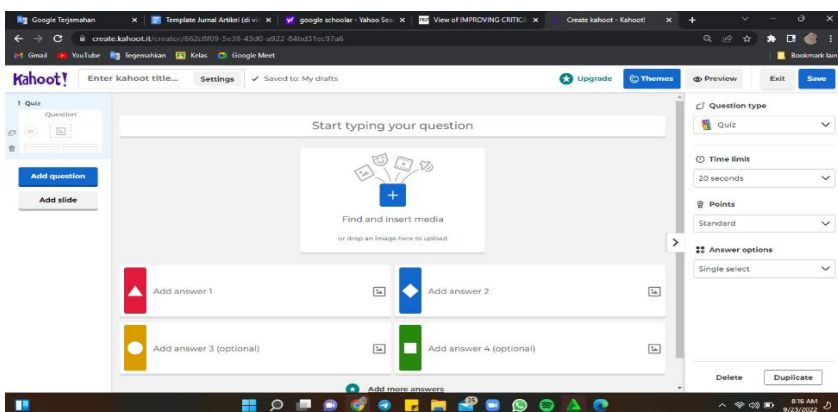 Google Terjemahan
Template Jurnal Artikel (di vi
google schoolar - Yahoo Sea
View of IMPROVING CRITICA
Create kahoot - Kahoot!
create.kahoot.it/creator/662c8f09-5e38-43d0-a922-84bd31ec97a6
Gmail YouTube Terjemahkan Kelas Google Meet
Bookmark lain
Kahoot! Enter kahoot title... Settings Saved to: My drafts Upgrade Themes Preview Exit Save
1 Quiz
Question
Add question
Add slide
Start typing your question
Find and insert media
or drop an image here to upload
Add answer 1
Add answer 2
Add answer 3 (optional)
Add answer 4 (optional)
Add more answers
Question type
Quiz
Time limit
20 seconds
Points
Standard
Answer options
Single select
Delete Duplicate
8:16 AM
9/23/2022